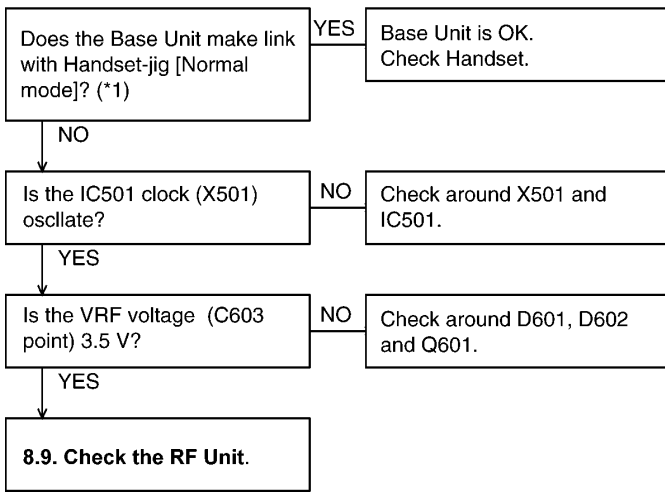 Does the Base Unit make link
with Handset-jig [Normal
mode]? (*1)
YES
Base Unit is OK.
Check Handset.
NO
Is the IC501 clock (X501)
oscllate?
NO
Check around X501 and
IC501.
YES
Is the VRF voltage (C603
point) 3.5 V?
NO
Check around D601, D602
and Q601.
YES
8.9. Check the RF Unit.